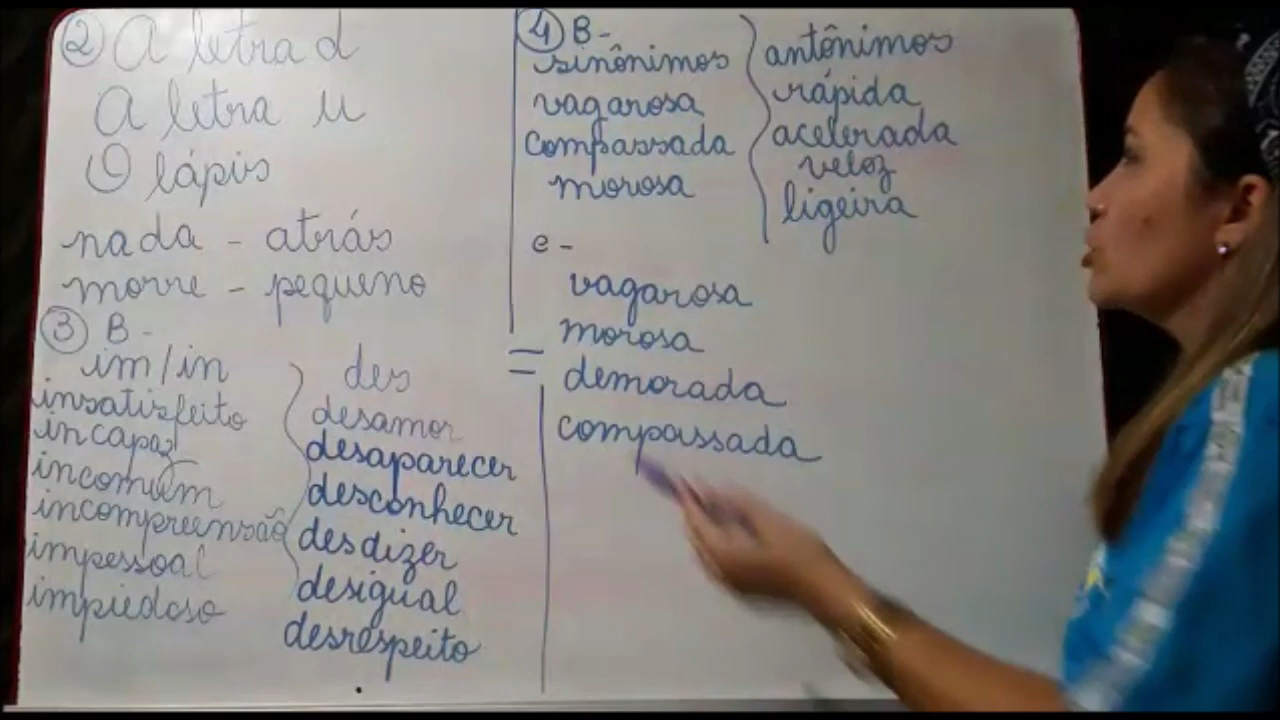 ② A letra d
A letra u
O lápis
nada - atrás
morre - pequeno
③ B -
im/in
insatisfeito
incapaz
incomum
incompreensão
impessoal
impiedoso
des
desamor
desaparecer
desconhecer
desdizer
desigual
desrespeito
④ B -
sinônimos
vagarosa
compassada
morosa
antônimos
rápida
acelerada
veloz
ligeira
e -
vagarosa
=
morosa
demorada
compassada